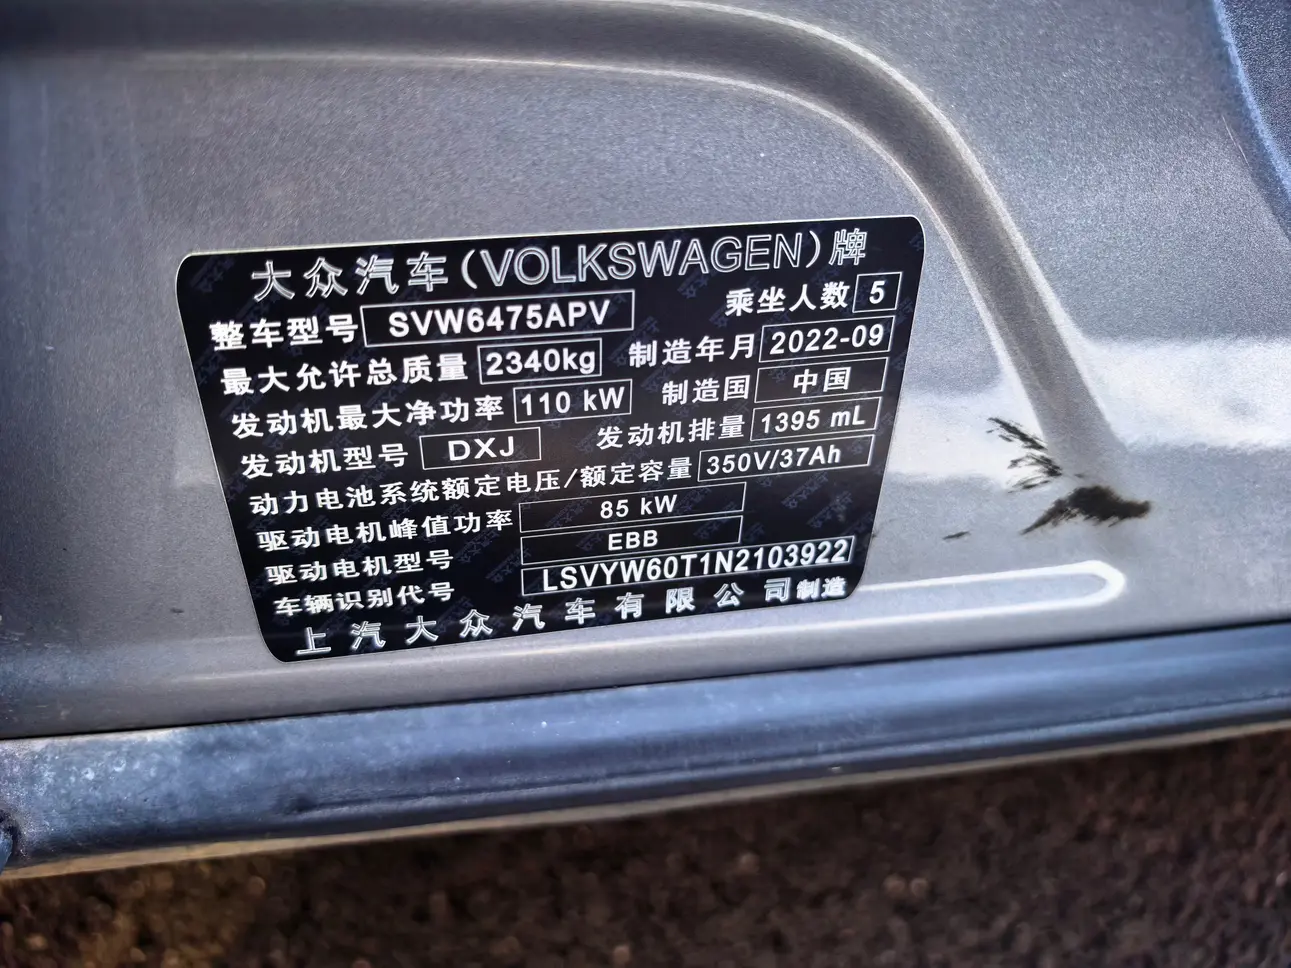 大众汽车(VOLKSWAGEN)牌
整车型号 SVW6475APV 乘坐人数 5
最大允许总质量 2340kg 制造年月 2022-09
发动机最大净功率 110 kW 制造国 中国
发动机型号 DXJ 发动机排量 1395 mL
动力电池系统额定电压/额定容量 350V/37Ah
驱动电机峰值功率 85 kW
驱动电机型号 EBB
车辆识别代号 LSVYW60T1N2103922
上汽大众汽车有限公司制造